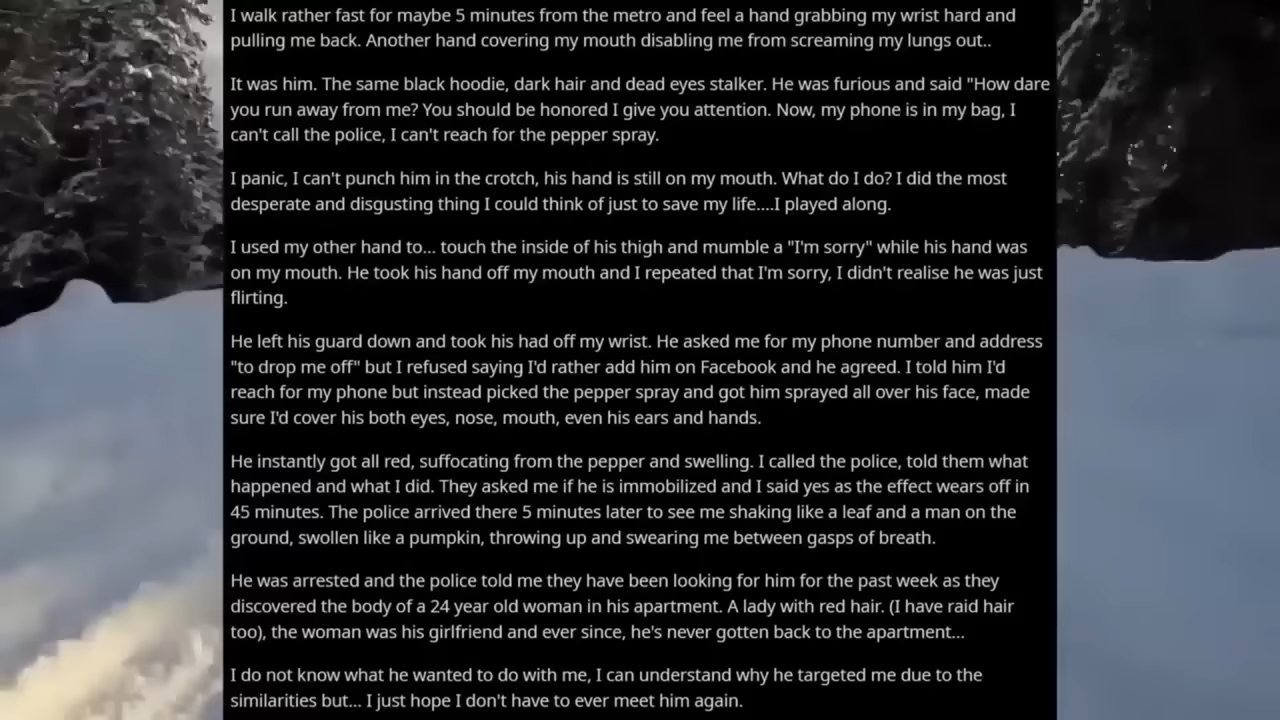 I walk rather fast for maybe 5 minutes from the metro and feel a hand grabbing my wrist hard and
pulling me back. Another hand covering my mouth disabling me from screaming my lungs out..
It was him. The same black hoodie, dark hair and dead eyes stalker. He was furious and said "How dare
you run away from me? You should be honored I give you attention. Now, my phone is in my bag, I
can't call the police, I can't reach for the pepper spray.
I panic, I can't punch him in the crotch, his hand is still on my mouth. What do I do? I did the most
desperate and disgusting thing I could think of just to save my life....I played along.
I used my other hand to... touch the inside of his thigh and mumble a "I'm sorry" while his hand was
on my mouth. He took his hand off my mouth and I repeated that I'm sorry, I didn't realise he was just
flirting.
He left his guard down and took his had off my wrist. He asked me for my phone number and address
"to drop me off" but I refused saying I'd rather add him on Facebook and he agreed. I told him I'd
reach for my phone but instead picked the pepper spray and got him sprayed all over his face, made
sure I'd cover his both eyes, nose, mouth, even his ears and hands.
He instantly got all red, suffocating from the pepper and swelling. I called the police, told them what
happened and what I did. They asked me if he is immobilized and I said yes as the effect wears off in
45 minutes. The police arrived there 5 minutes later to see me shaking like a leaf and a man on the
ground, swollen like a pumpkin, throwing up and swearing me between gasps of breath.
He was arrested and the police told me they have been looking for him for the past week as they
discovered the body of a 24 year old woman in his apartment. A lady with red hair. (I have raid hair
too), the woman was his girlfriend and ever since, he's never gotten back to the apartment...
I do not know what he wanted to do with me, I can understand why he targeted me due to the
similarities but... I just hope I don't have to ever meet him again.